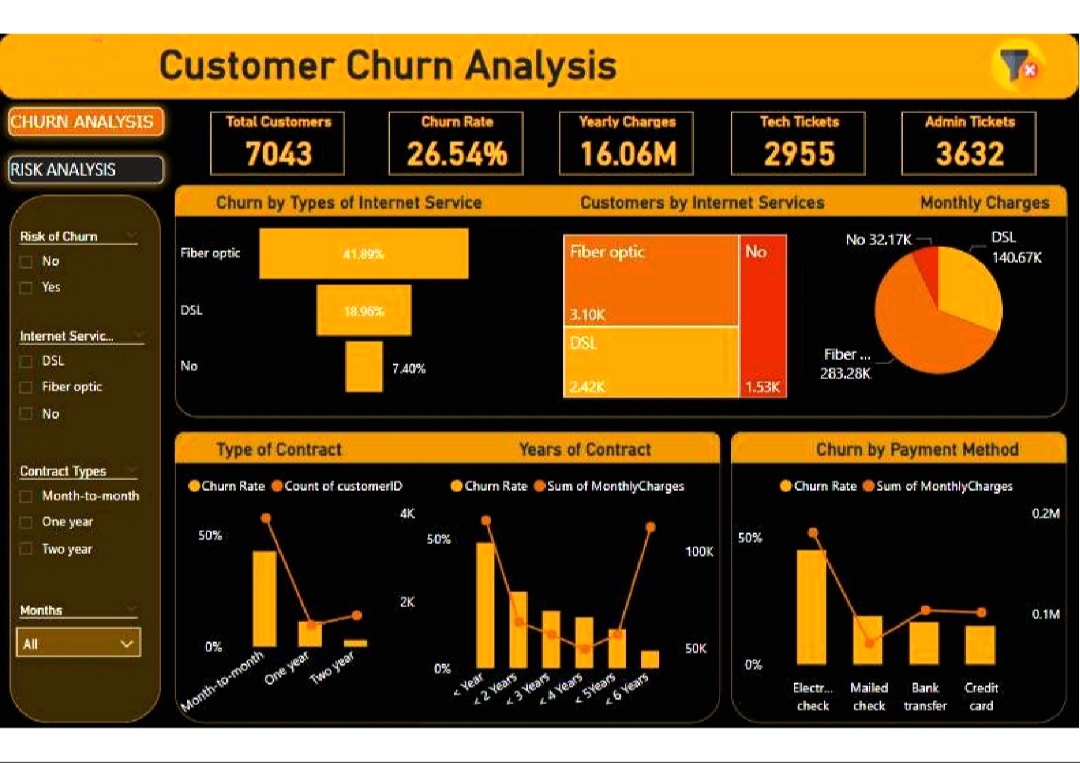 Customer Churn Analysis
CHURN ANALYSIS
RISK ANALYSIS
Total Customers
7043
Churn Rate
26.54%
Yearly Charges
16.06M
Tech Tickets
2955
Admin Tickets
3632
Risk of Churn
No
Yes
Internet Servic...
DSL
Fiber optic
No
Contract Types
Month-to-month
One year
Two year
Months
All
Churn by Types of Internet Service
Fiber optic
41.89%
DSL
18.96%
No
7.40%
Customers by Internet Services
Fiber optic
3.10K
DSL
2.42K
No
1.53K
Monthly Charges
No 32.17K
DSL
140.67K
Fiber ...
283.28K
Type of Contract
Churn Rate Count of customerID
50%
0%
4K
2K
Month-to-month
One year
Two year
Years of Contract
Churn Rate Sum of MonthlyCharges
50%
0%
100K
50K
< Year
< 2 Years
< 3 Years
< 4 Years
< 5Years
< 6 Years
Churn by Payment Method
Churn Rate Sum of MonthlyCharges
50%
0%
0.2M
0.1M
Electr...
check
Mailed
check
Bank
transfer
Credit
card